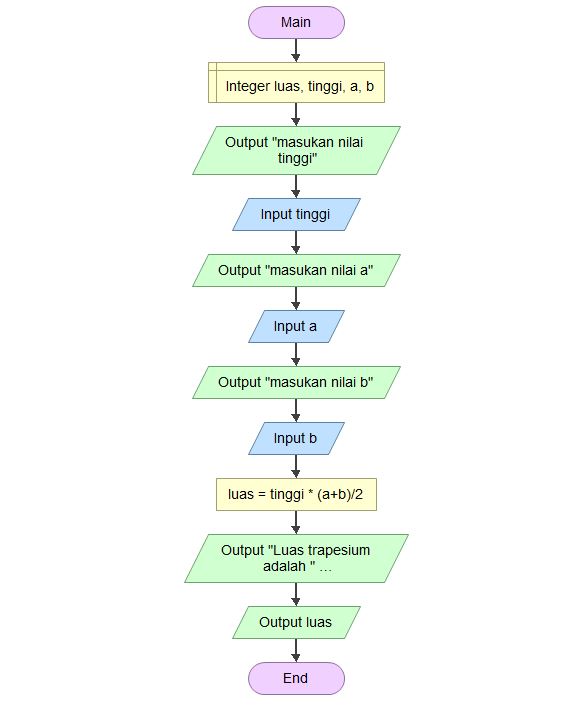 Main
Integer luas, tinggi, a, b
Output "masukan nilai
tinggi"
Input tinggi
Output "masukan nilai a"
Input a
Output "masukan nilai b"
Input b
luas = tinggi * (a+b)/2
Output "Luas trapesium
adalah " …
Output luas
End